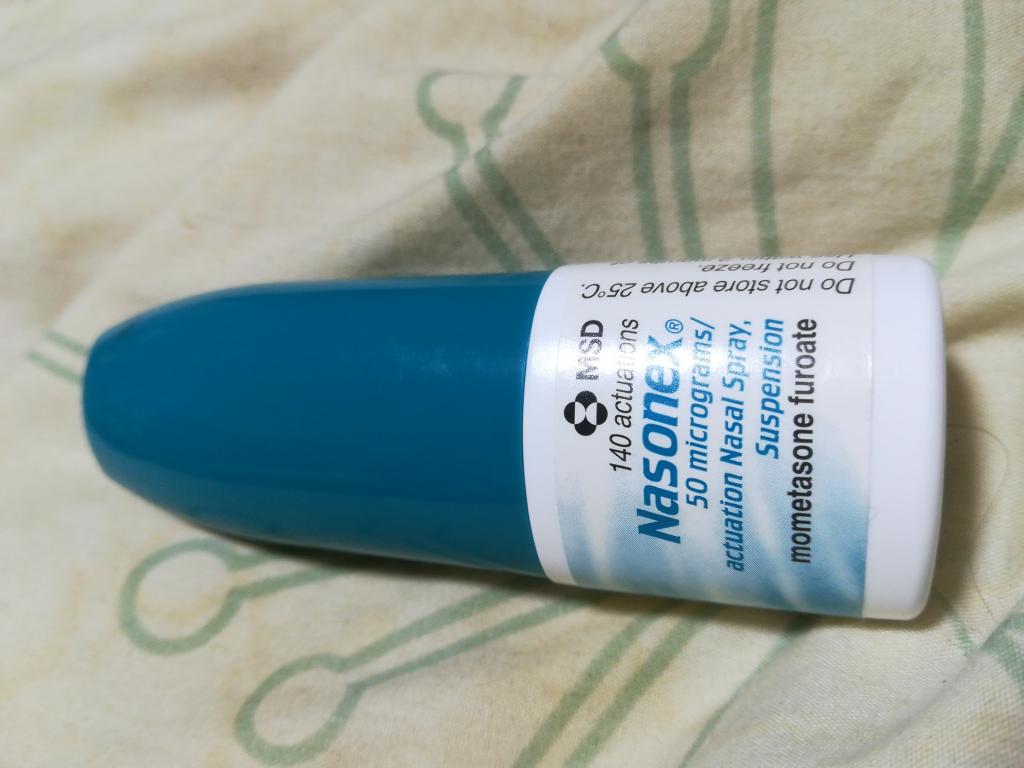 MSD
140 actuations
Nasonex®
50 micrograms/
actuation Nasal Spray,
Suspension
mometasone furoate
Do not store above 25°C.
Do not freeze.